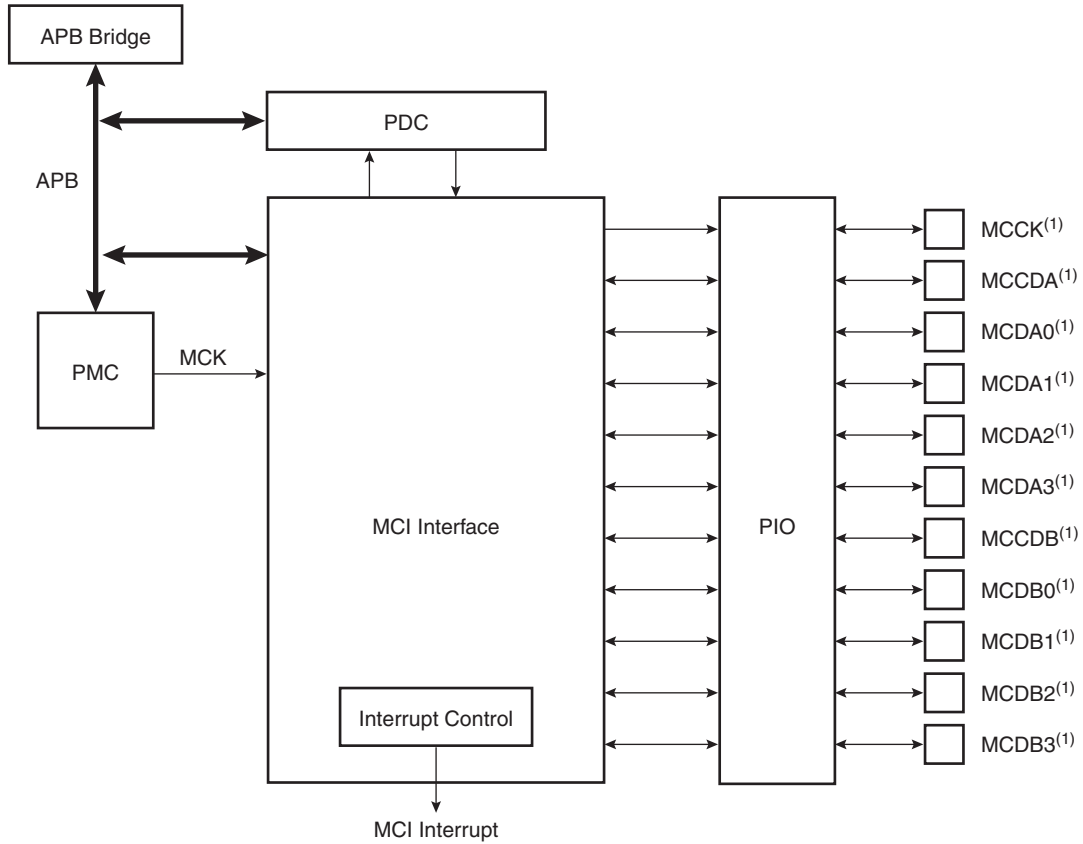 APB Bridge
PDC
APB
MCCK(1)
MCCDA(1)
MCDA0(1)
PMC
MCK
MCDA1(1)
MCDA2(1)
MCDA3(1)
MCI Interface
PIO
MCCDB(1)
MCDB0(1)
MCDB1(1)
MCDB2(1)
Interrupt Control
MCDB3(1)
MCI Interrupt